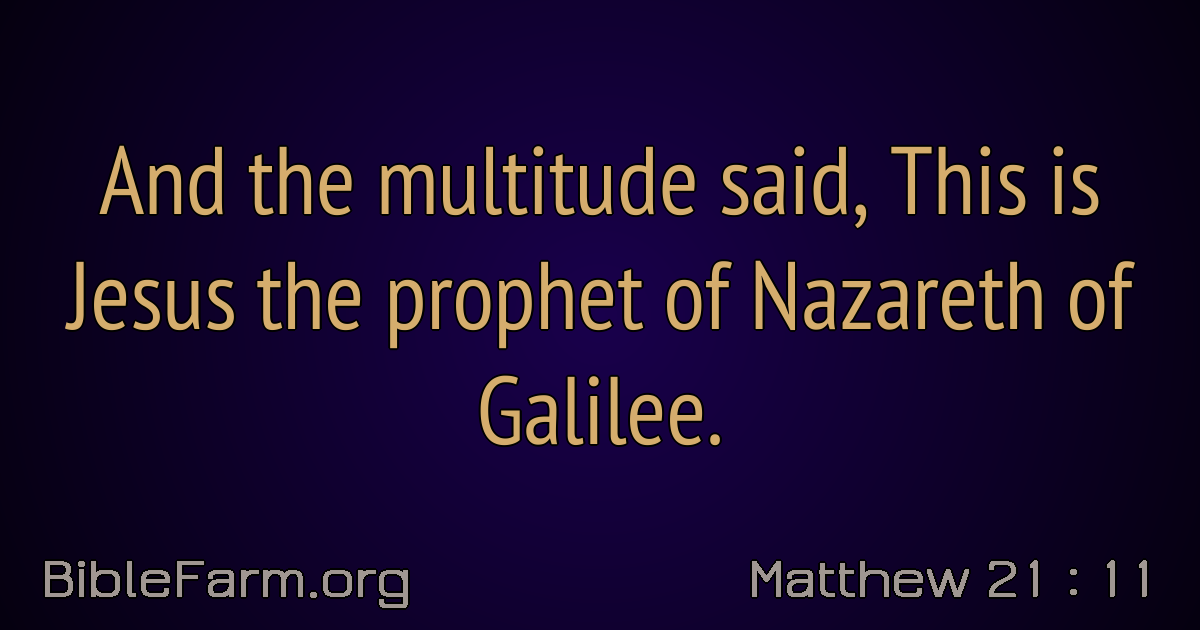 And the multitude said, This is
Jesus the prophet of Nazareth of
Galilee.
BibleFarm.org
Matthew 21 : 11